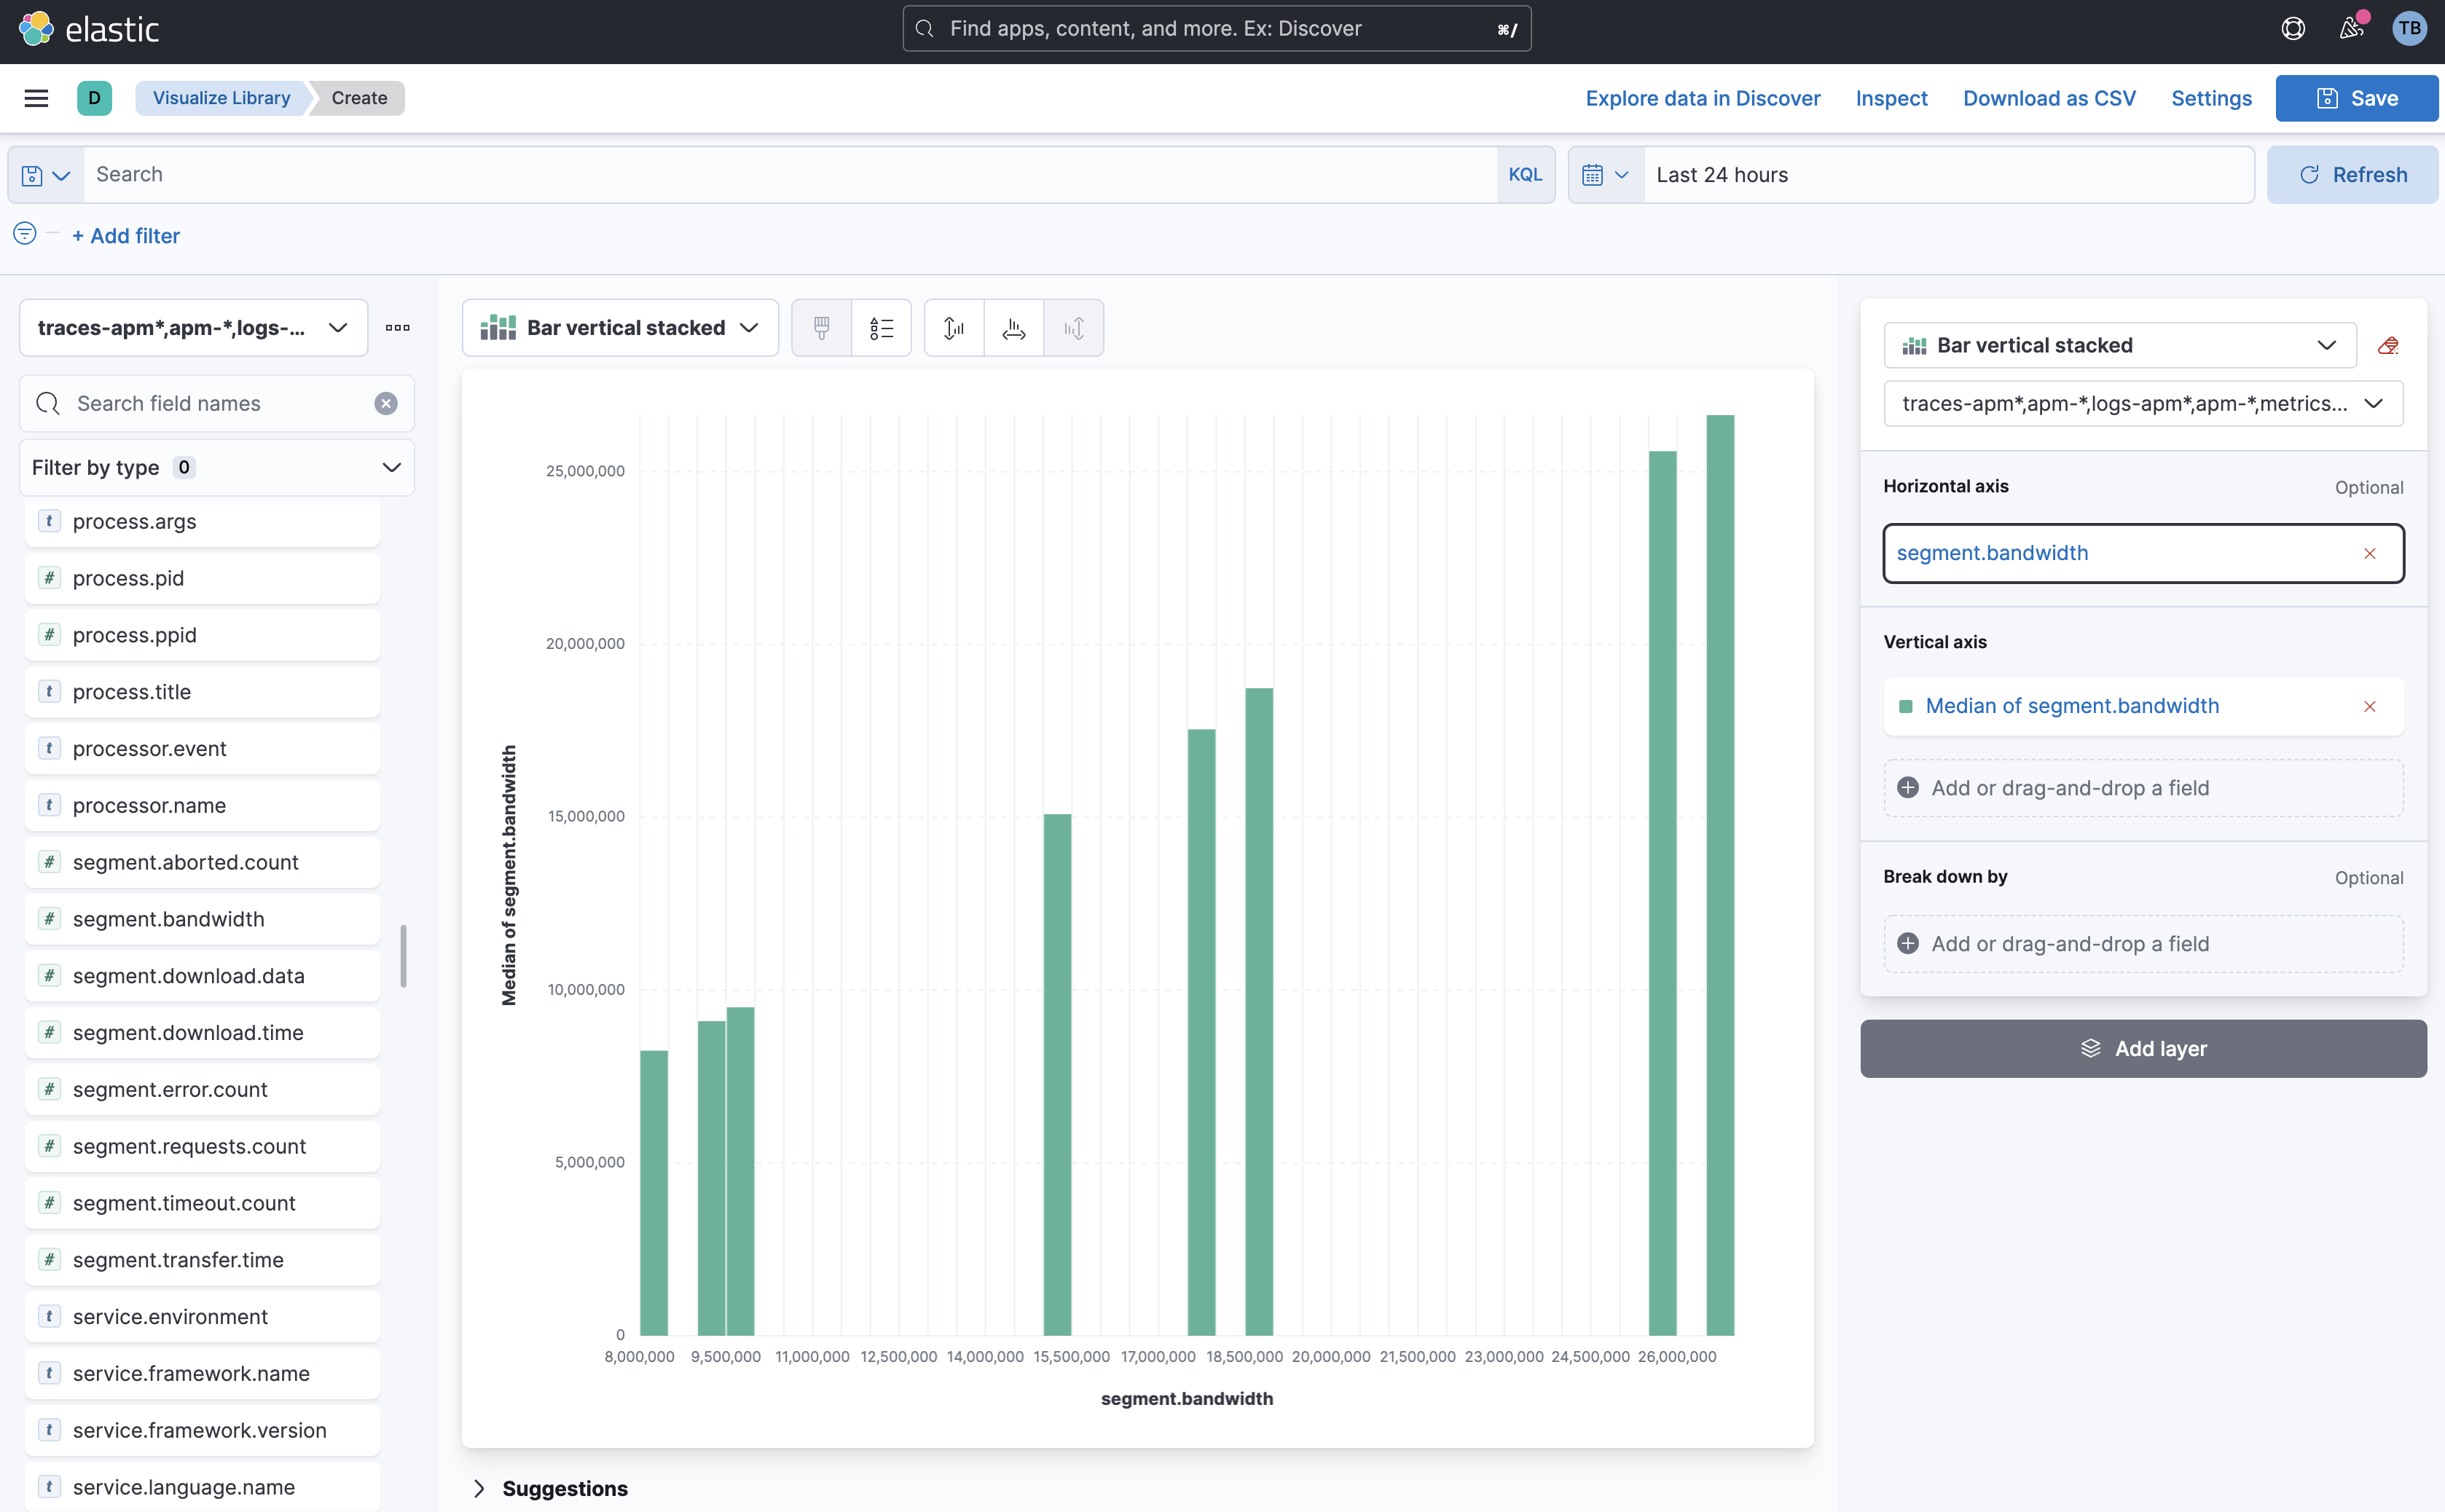 elastic
Find apps, content, and more. Ex: Discover
⌘/
TB
D
Visualize Library
Create
Explore data in Discover
Inspect
Download as CSV
Settings
Save
Search
KQL
Last 24 hours
Refresh
+ Add filter
traces-apm*,apm-*,logs-...
Search field names
Filter by type 0
t process.args
# process.pid
# process.ppid
t process.title
t processor.event
t processor.name
# segment.aborted.count
# segment.bandwidth
# segment.download.data
# segment.download.time
# segment.error.count
# segment.requests.count
# segment.timeout.count
# segment.transfer.time
t service.environment
t service.framework.name
t service.framework.version
t service.language.name
Bar vertical stacked
25,000,000
20,000,000
15,000,000
10,000,000
5,000,000
0
Median of segment.bandwidth
8,000,000 9,500,000 11,000,000 12,500,000 14,000,000 15,500,000 17,000,000 18,500,000 20,000,000 21,500,000 23,000,000 24,500,000 26,000,000
segment.bandwidth
Suggestions
Bar vertical stacked
traces-apm*,apm-*,logs-apm*,apm-*,metrics...
Horizontal axis
Optional
segment.bandwidth
Vertical axis
Median of segment.bandwidth
Add or drag-and-drop a field
Break down by
Optional
Add or drag-and-drop a field
Add layer